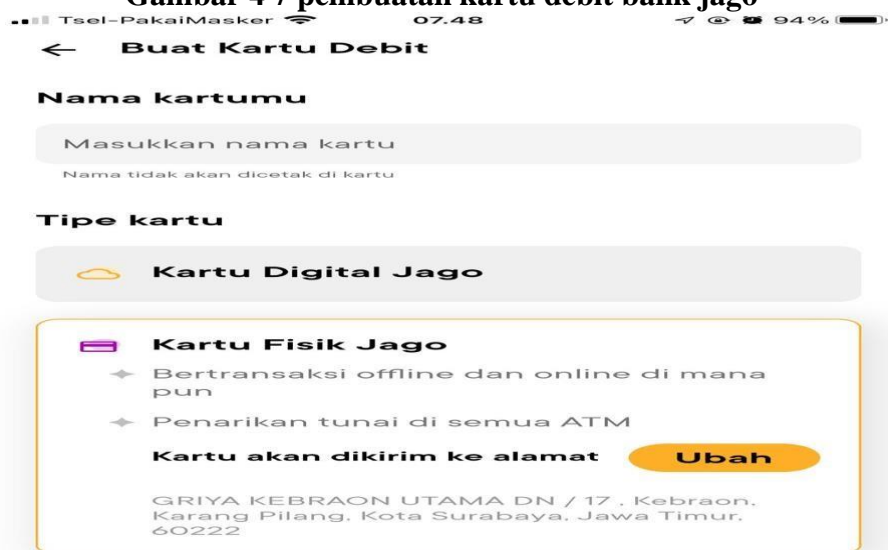 Gambar 4 7 pembuatan kartu debit bank jago
Tsel-PakaiMasker 07.48 94%
Buat Kartu Debit
Nama kartumu
Masukkan nama kartu
Nama tidak akan dicetak di kartu
Tipe kartu
Kartu Digital Jago
Kartu Fisik Jago
Bertransaksi offline dan online di mana
pun
Penarikan tunai di semua ATM
Kartu akan dikirim ke alamat Ubah
GRIYA KEBRAON UTAMA DN / 17 , Kebraon,
Karang Pilang, Kota Surabaya, Jawa Timur,
60222